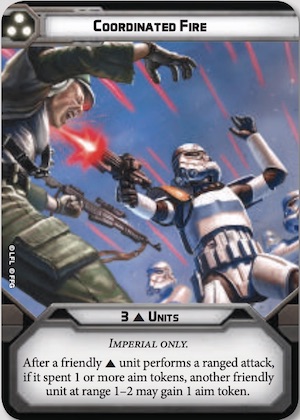 COORDINATED FIRE
© LFL © FFG
3 ▲ UNITS
IMPERIAL ONLY.
After a friendly ▲ unit performs a ranged attack,
if it spent 1 or more aim tokens, another friendly
unit at range 1–2 may gain 1 aim token.